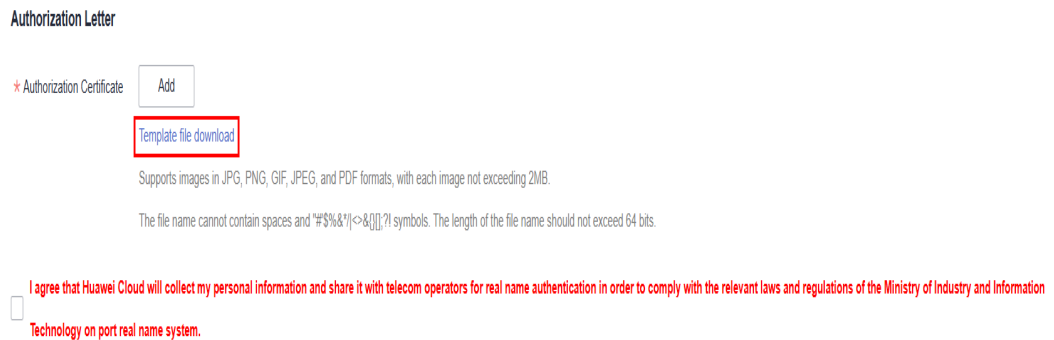 Authorization Letter
* Authorization Certificate Add
Template file download
Supports images in JPG, PNG, GIF, JPEG, and PDF formats, with each image not exceeding 2MB.
The file name cannot contain spaces and "#'$%&*/|<>&{}[];?! symbols. The length of the file name should not exceed 64 bits.
I agree that Huawei Cloud will collect my personal information and share it with telecom operators for real name authentication in order to comply with the relevant laws and regulations of the Ministry of Industry and Information
Technology on port real name system.